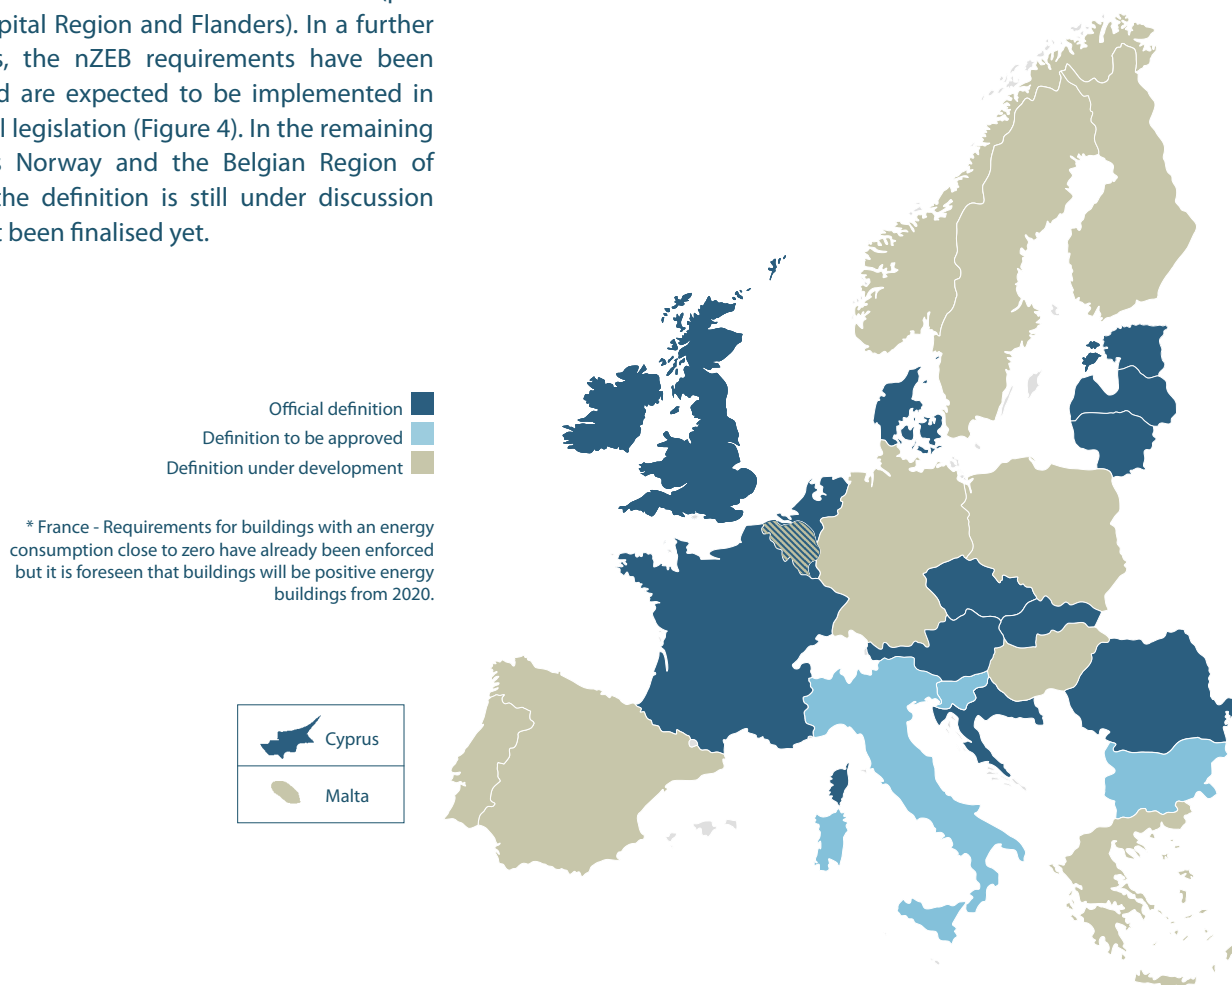 pital Region and Flanders). In a further
s, the nZEB requirements have been
d are expected to be implemented in
l legislation (Figure 4). In the remaining
s Norway and the Belgian Region of
the definition is still under discussion
t been finalised yet.
Official definition
Definition to be approved
Definition under development
* France - Requirements for buildings with an energy
consumption close to zero have already been enforced
but it is foreseen that buildings will be positive energy
buildings from 2020.
Cyprus
Malta